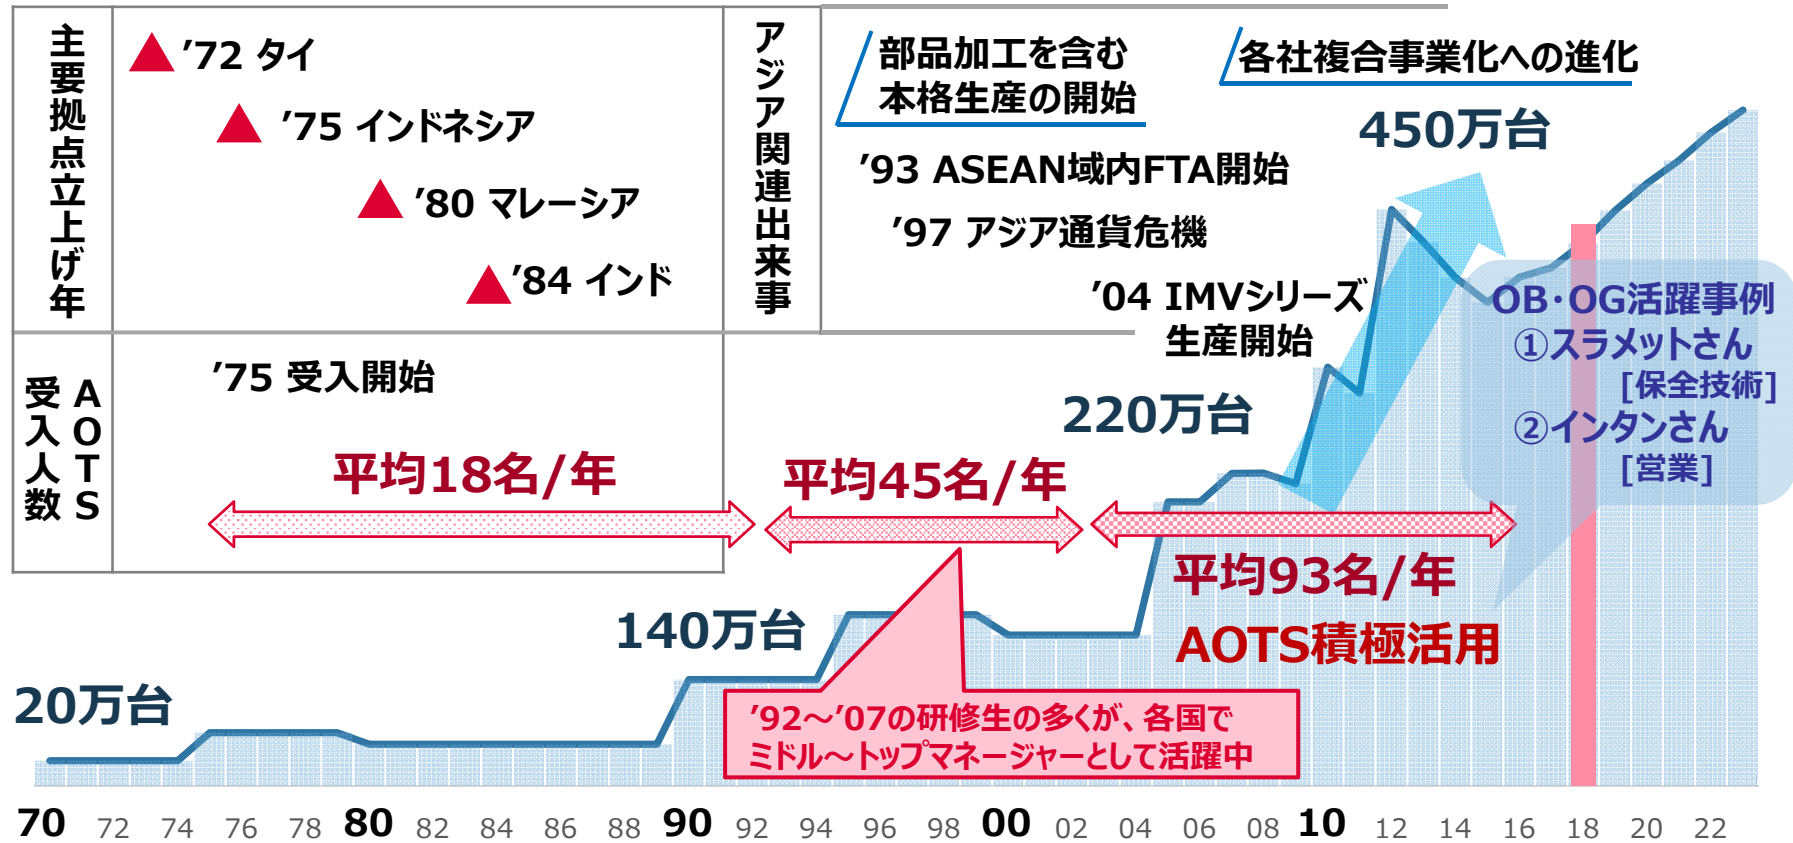 主要拠点立上げ年
’72 タイ
’75 インドネシア
’80 マレーシア
’84 インド
アジア関連出来事
部品加工を含む
本格生産の開始
各社複合事業化への進化
’93 ASEAN域内FTA開始
’97 アジア通貨危機
’04 IMVシリーズ
生産開始
450万台
OB・OG活躍事例
①スラメットさん
[保全技術]
②インタンさん
[営業]
AOTS
受入人数
’75 受入開始
平均18名/年
平均45名/年
220万台
平均93名/年
AOTS積極活用
140万台
20万台
’92～’07の研修生の多くが、各国で
ミドル～トップマネージャーとして活躍中
70 72 74 76 78 80 82 84 86 88 90 92 94 96 98 00 02 04 06 08 10 12 14 16 18 20 22